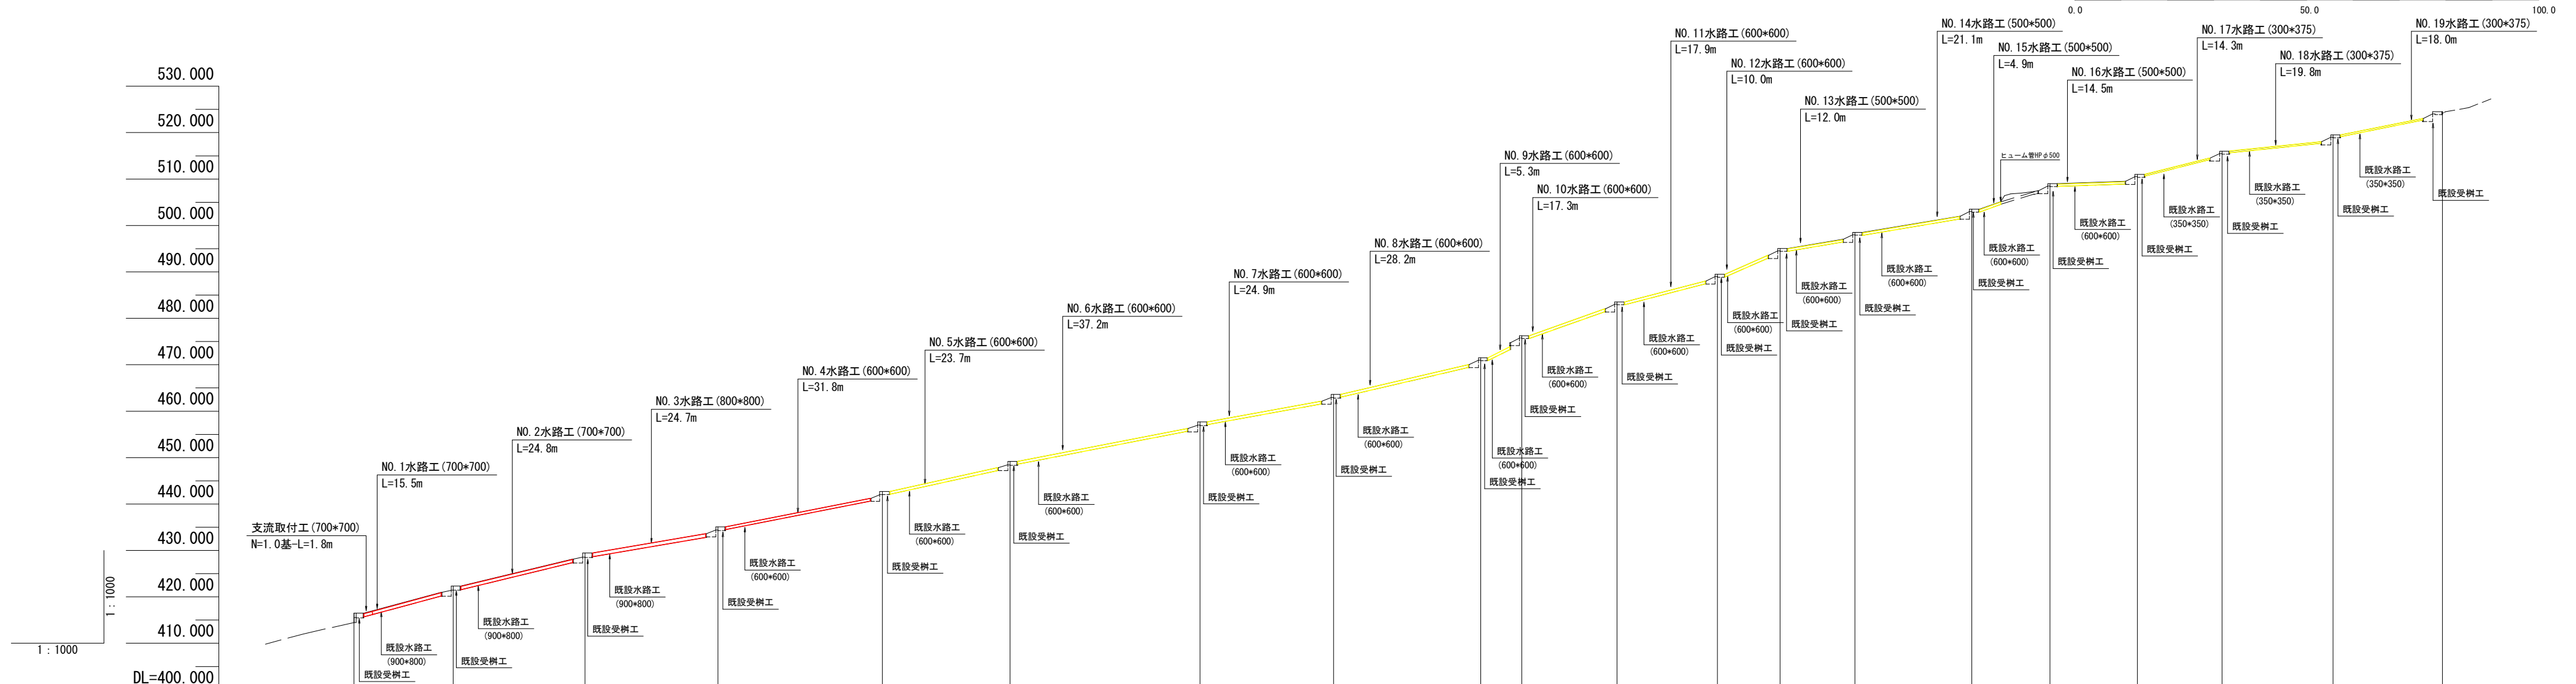 0.0
50.0
100.0
NO.19水路工(300*375)
L=18.0m
NO.14水路工(500*500)
L=21.1m
NO.17水路工(300*375)
L=14.3m
NO.11水路工(600*600)
L=17.9m
NO.15水路工(500*500)
L=4.9m
NO.18水路工(300*375)
L=19.8m
NO.12水路工(600*600)
L=10.0m
NO.16水路工(500*500)
L=14.5m
NO.13水路工(500*500)
L=12.0m
ヒューム管HPφ500
NO.9水路工(600*600)
L=5.3m
NO.10水路工(600*600)
L=17.3m
NO.8水路工(600*600)
L=28.2m
NO.7水路工(600*600)
L=24.9m
NO.6水路工(600*600)
L=37.2m
NO.5水路工(600*600)
L=23.7m
NO.4水路工(600*600)
L=31.8m
NO.3水路工(800*800)
L=24.7m
NO.2水路工(700*700)
L=24.8m
NO.1水路工(700*700)
L=15.5m
支流取付工(700*700)
N=1.0基-L=1.8m
530.000
520.000
510.000
500.000
490.000
480.000
470.000
460.000
450.000
440.000
430.000
420.000
410.000
DL=400.000
1 : 1000
1 : 1000
既設水路工
(900*800)
既設受桝工
既設水路工
(900*800)
既設受桝工
既設水路工
(900*800)
既設受桝工
既設水路工
(600*600)
既設受桝工
既設水路工
(600*600)
既設受桝工
既設水路工
(600*600)
既設受桝工
既設水路工
(600*600)
既設受桝工
既設水路工
(600*600)
既設受桝工
既設水路工
(600*600)
既設受桝工
既設水路工
(600*600)
既設受桝工
既設水路工
(600*600)
既設受桝工
既設水路工
(600*600)
既設受桝工
既設水路工
(600*600)
既設受桝工
既設水路工
(600*600)
既設受桝工
既設水路工
(600*600)
既設受桝工
既設水路工
(600*600)
既設受桝工
既設水路工
(350*350)
既設受桝工
既設水路工
(350*350)
既設受桝工
既設水路工
(350*350)
既設受桝工
既設受桝工